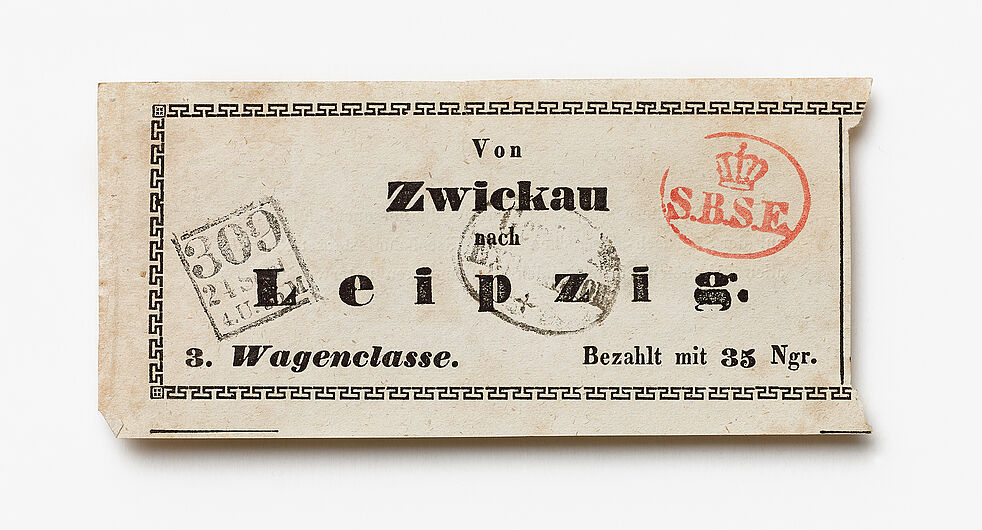 Von
Zwickau
S.B.S.E.
nach
309
Leipzig.
3. Wagenclasse.
Bezahlt mit 35 Ngr.